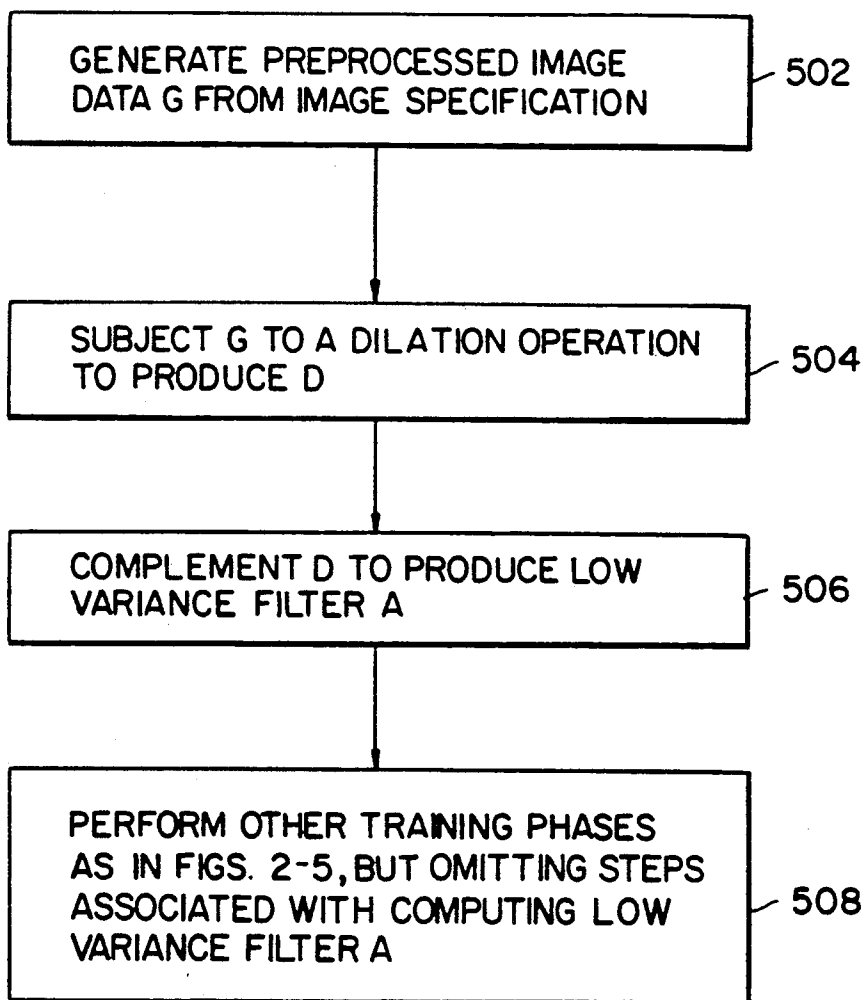 GENERATE PREPROCESSED IMAGE
DATA G FROM IMAGE SPECIFICATION
502
SUBJECT G TO A DILATION OPERATION
TO PRODUCE D
504
COMPLEMENT D TO PRODUCE LOW
VARIANCE FILTER A
506
PERFORM OTHER TRAINING PHASES
AS IN FIGS. 2-5, BUT OMITTING STEPS
ASSOCIATED WITH COMPUTING LOW
VARIANCE FILTER A
508